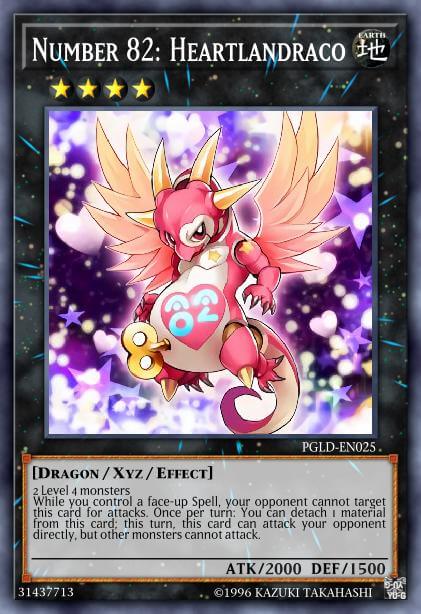 NUMBER 82: HEARTLANDRACO
EARTH
地
82
PGLD-EN025
[DRAGON / XYZ / EFFECT]
2 Level 4 monsters
While you control a face-up Spell, your opponent cannot target
this card for attacks. Once per turn: You can detach 1 material
from this card; this turn, this card can attack your opponent
directly, but other monsters cannot attack.
ATK/2000 DEF/1500
31437713
©1996 KAZUKI TAKAHASHI